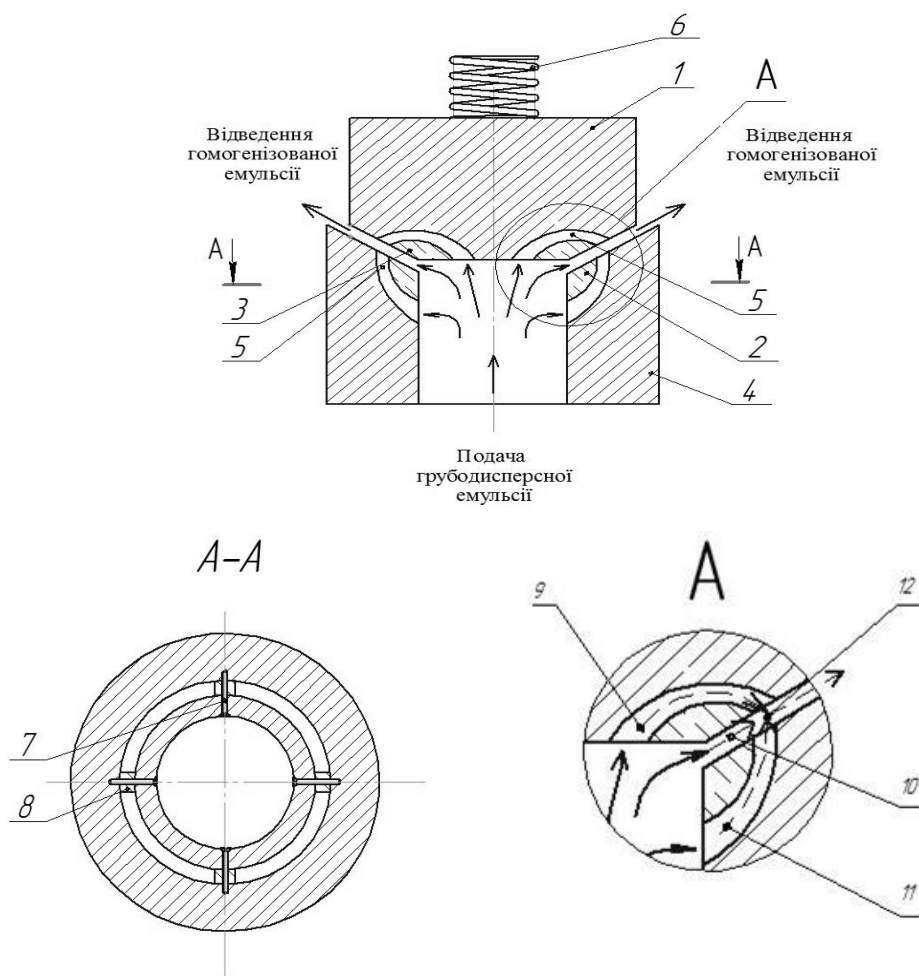 6
1
А
Відведення
гомогенізованої
емульсії
Відведення
гомогенізованої
емульсії
А
А
3
5
5
2
4
Подача
грубодисперсної
емульсії
А–А
А
9
12
7
8
10
11